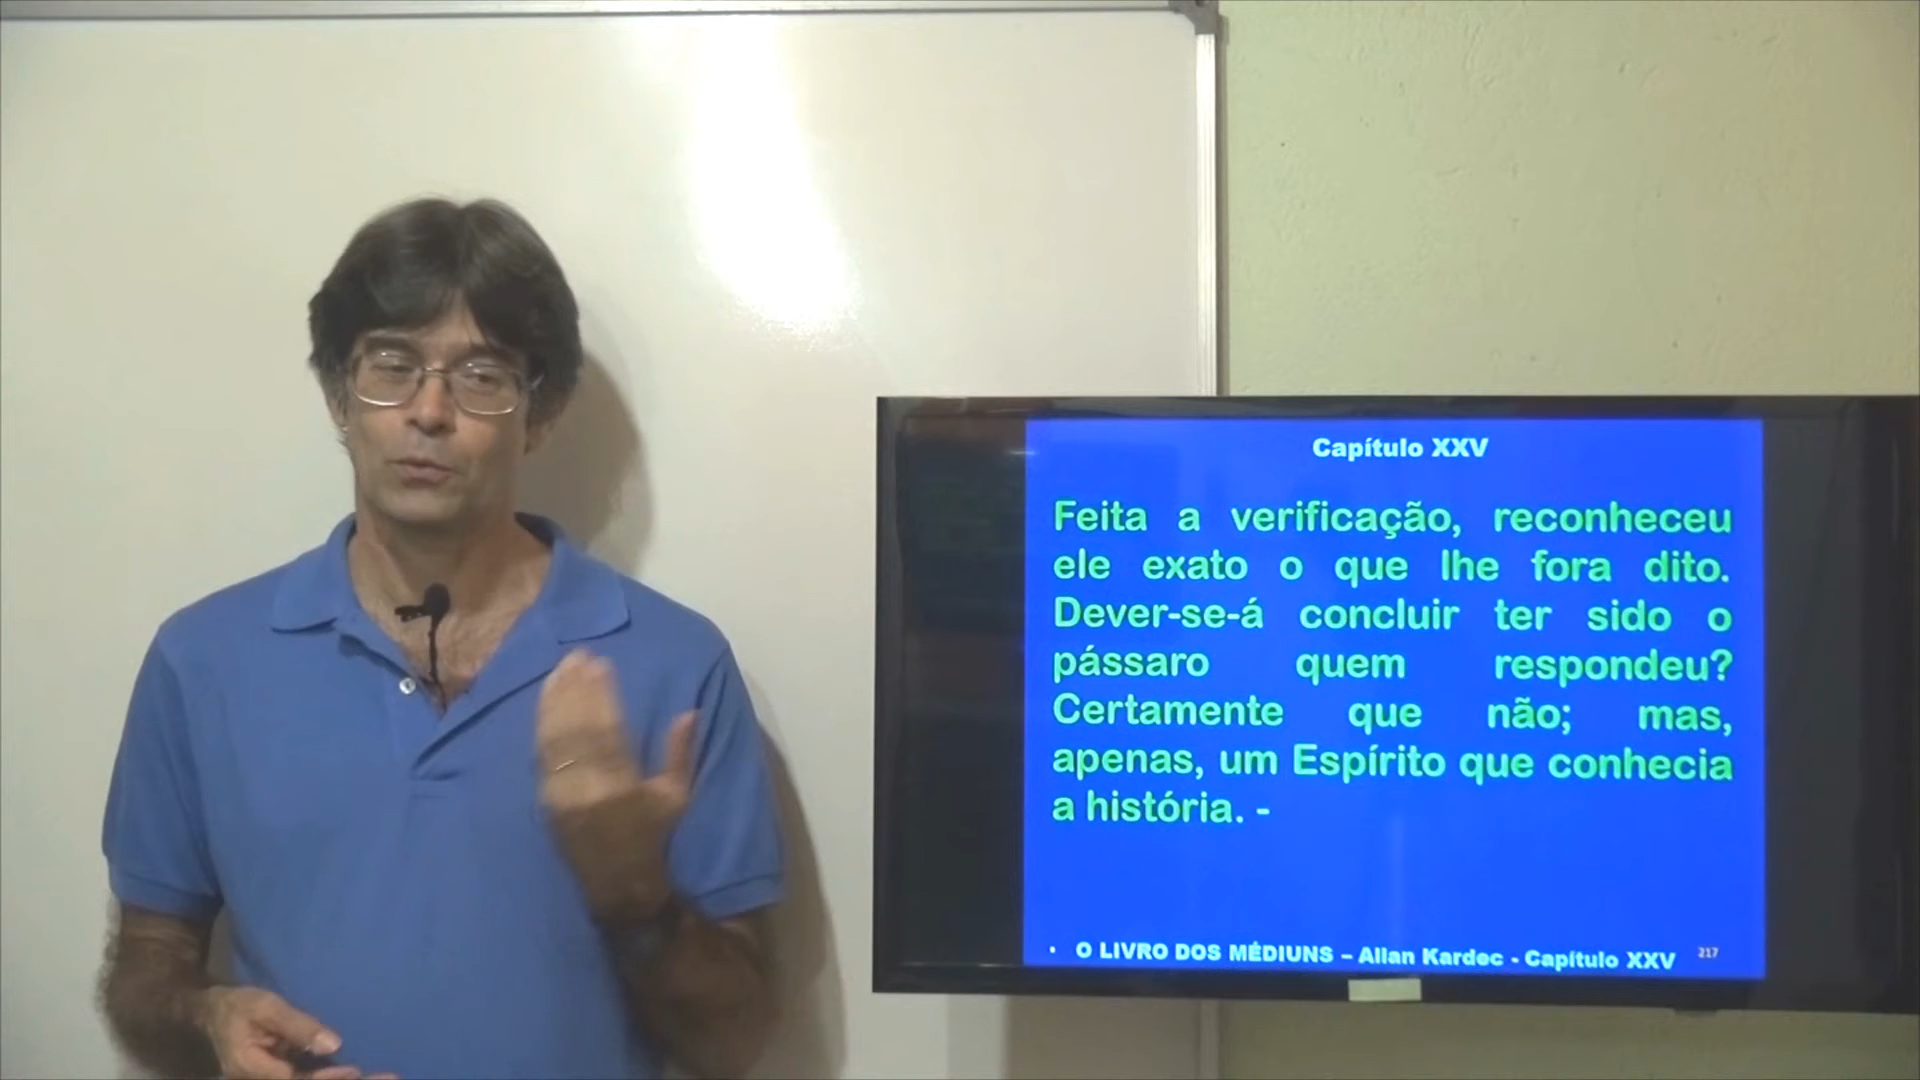 Capítulo XXV
Feita a verificação, reconheceu
ele exato o que lhe fora dito.
Dever-se-á concluir ter sido o
pássaro quem respondeu?
Certamente que não; mas,
apenas, um Espírito que conhecia
a história. -
• O LIVRO DOS MÉDIUNS – Allan Kardec - Capítulo XXV 217